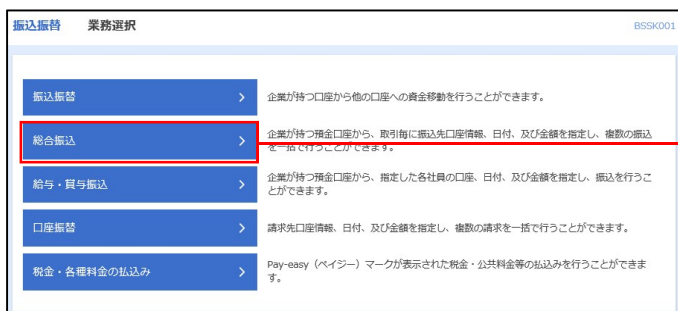 振込振替 業務選択 BSSK001
振込振替 企業が持つ口座から他の口座への資金移動を行うことができます。
総合振込 企業が持つ預金口座から、取引毎に振込先口座情報、日付、及び金額を指定し、複数の振込
を一括で行うことができます。
給与・賞与振込 企業が持つ預金口座から、指定した各社員の口座、日付、及び金額を指定し、振込を行うこ
とができます。
口座振替 請求先口座情報、日付、及び金額を指定し、複数の請求を一括で行うことができます。
税金・各種料金の払込み Pay-easy（ペイジー）マークが表示された税金・公共料金等の払込みを行うことができま
す。